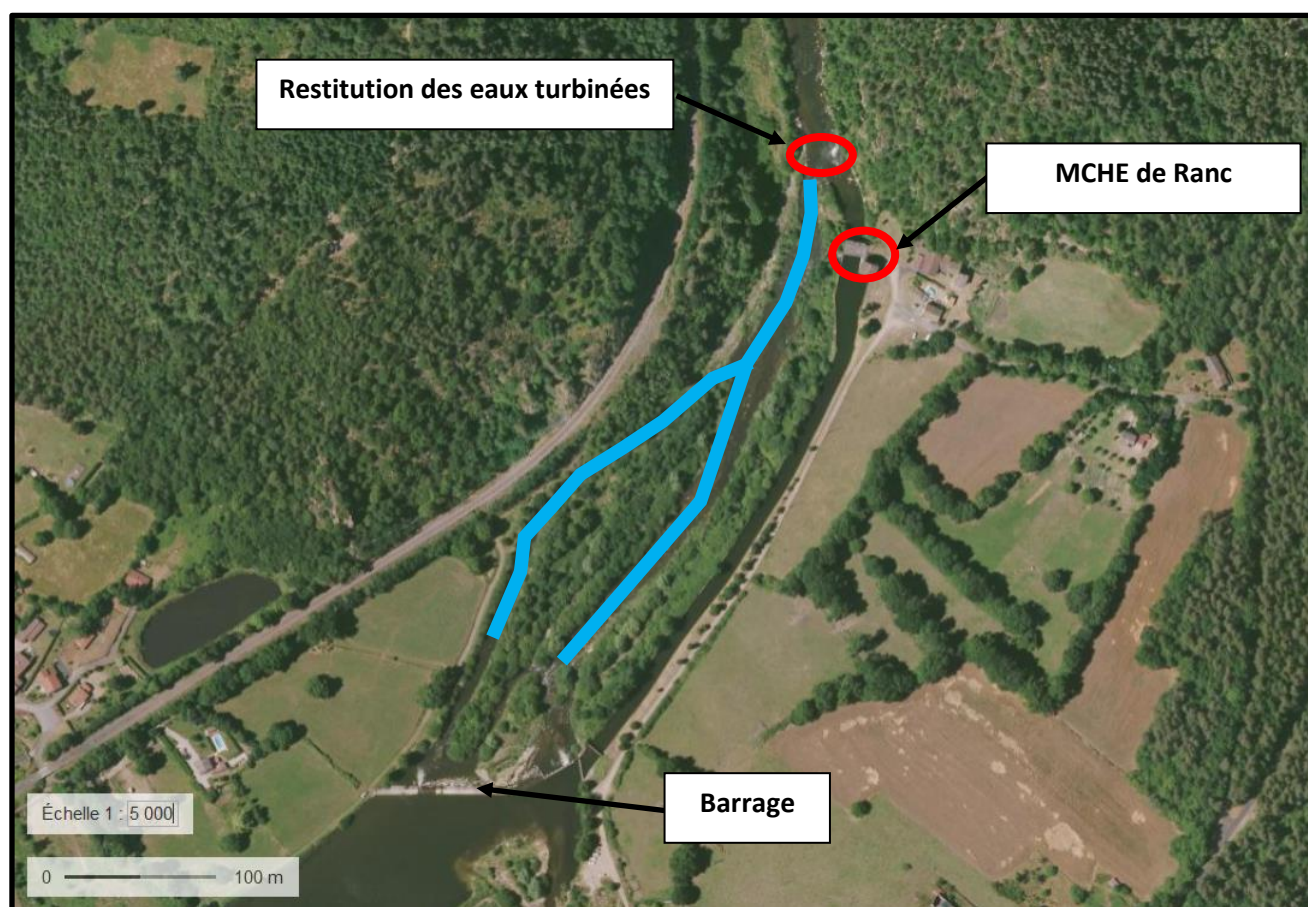 Restitution des eaux turbinées
MCHE de Ranc
Barrage
Échelle 1 : 5 000
0 100 m